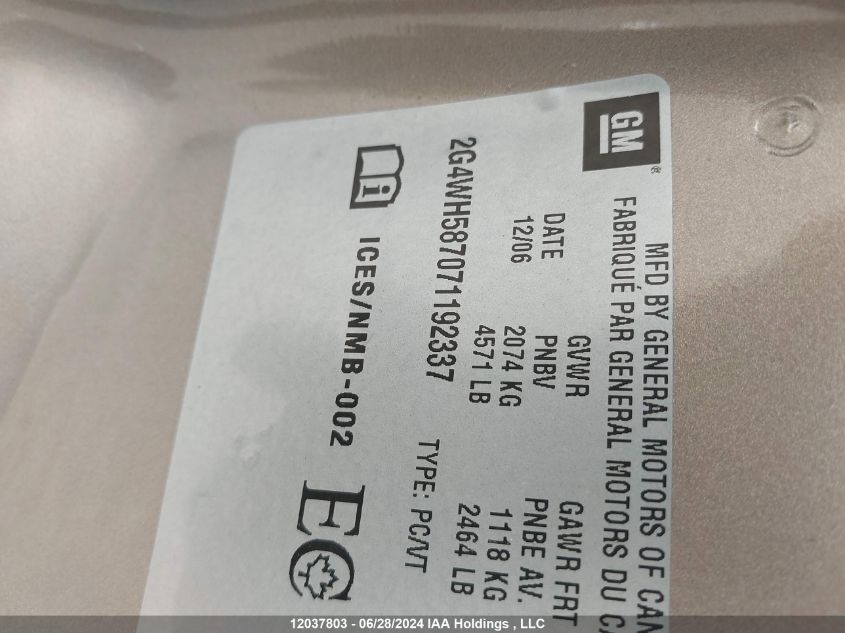 GM®
MFD BY GENERAL MOTORS OF CAN
FABRIQUÉ PAR GENERAL MOTORS DU CA
DATE GVWR GAWR FRT
PNBV PNBE AV.
12/06 2074 KG 1118 KG
4571 LB 2464 LB
2G4WH587071192337 TYPE: PC/VT
i ICES/NMB-002 EC
12037803 - 06/28/2024 IAA Holdings , LLC